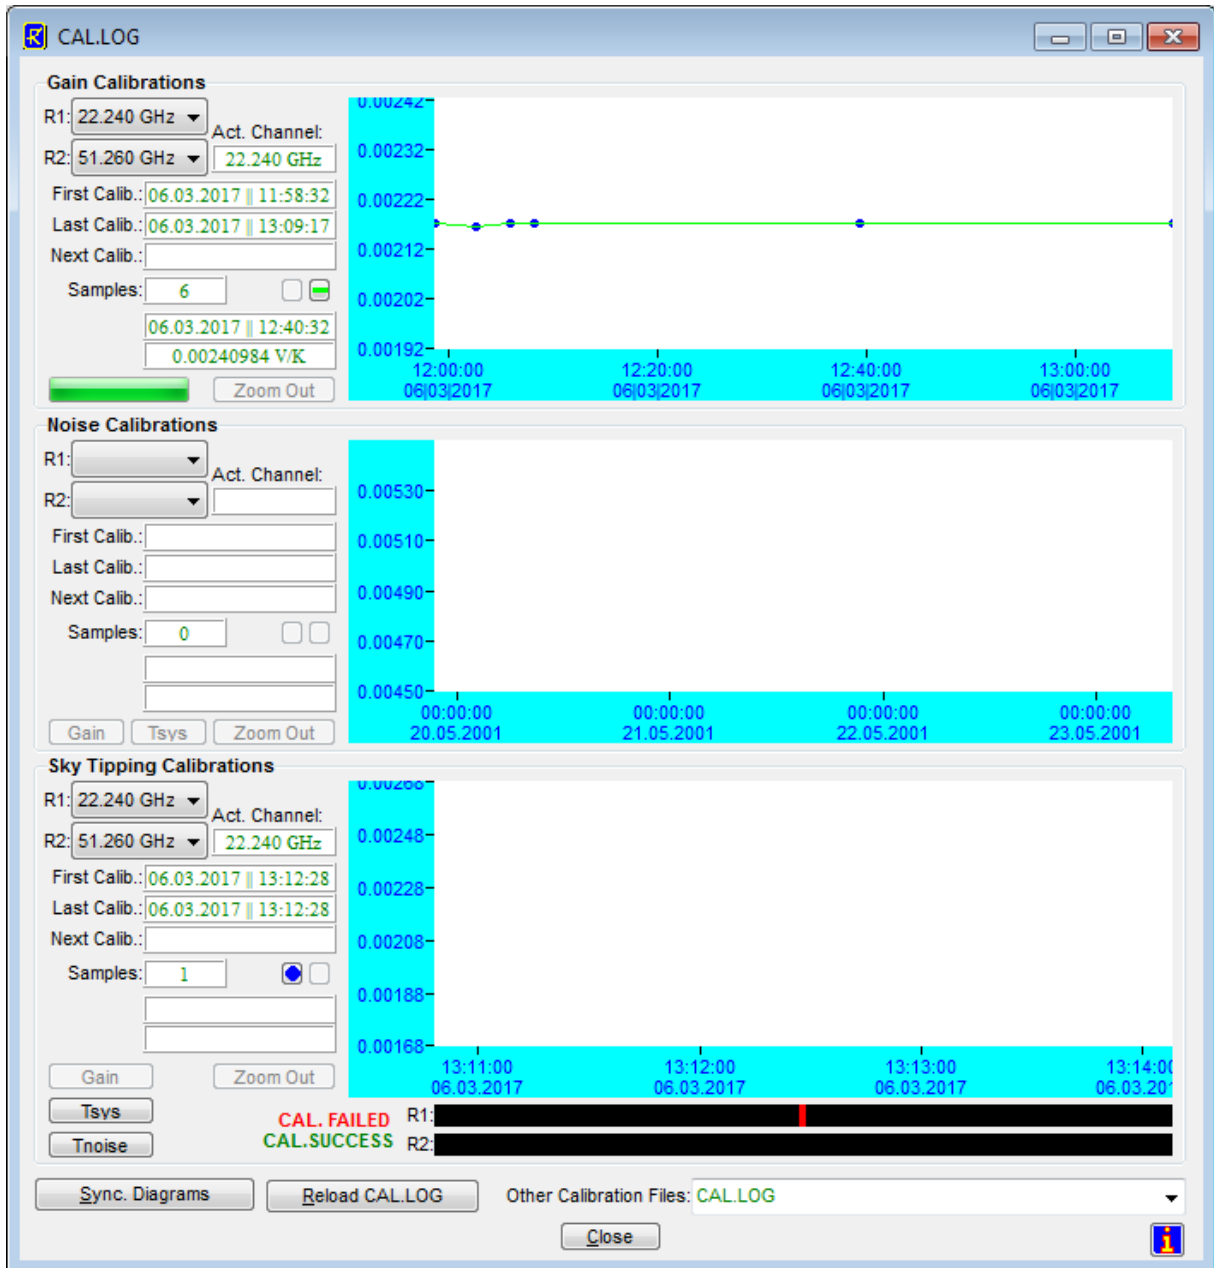 CAL.LOG
Gain Calibrations
R1: 22.240 GHz
Act. Channel:
R2: 51.260 GHz 22.240 GHz
First Calib.: 06.03.2017 || 11:58:32
Last Calib.: 06.03.2017 || 13:09:17
Next Calib.:
Samples: 6
06.03.2017 || 12:40:32
0.00240984 V/K
Zoom Out
0.00242
0.00232
0.00222
0.00212
0.00202
0.00192
12:00:00 12:20:00 12:40:00 13:00:00
06|03|2017 06|03|2017 06|03|2017 06|03|2017
Noise Calibrations
R1:
Act. Channel:
R2:
First Calib.:
Last Calib.:
Next Calib.:
Samples: 0
Gain Tsys Zoom Out
0.00530
0.00510
0.00490
0.00470
0.00450
00:00:00 00:00:00 00:00:00 00:00:00
20.05.2001 21.05.2001 22.05.2001 23.05.2001
Sky Tipping Calibrations
R1: 22.240 GHz
Act. Channel:
R2: 51.260 GHz 22.240 GHz
First Calib.: 06.03.2017 || 13:12:28
Last Calib.: 06.03.2017 || 13:12:28
Next Calib.:
Samples: 1
Gain Zoom Out
Tsys
Tnoise
0.00268
0.00248
0.00228
0.00208
0.00188
0.00168
13:11:00 13:12:00 13:13:00 13:14:00
06.03.2017 06.03.2017 06.03.2017 06.03.201
CAL. FAILED R1:
CAL.SUCCESS R2:
Sync. Diagrams Reload CAL.LOG Other Calibration Files: CAL.LOG
Close